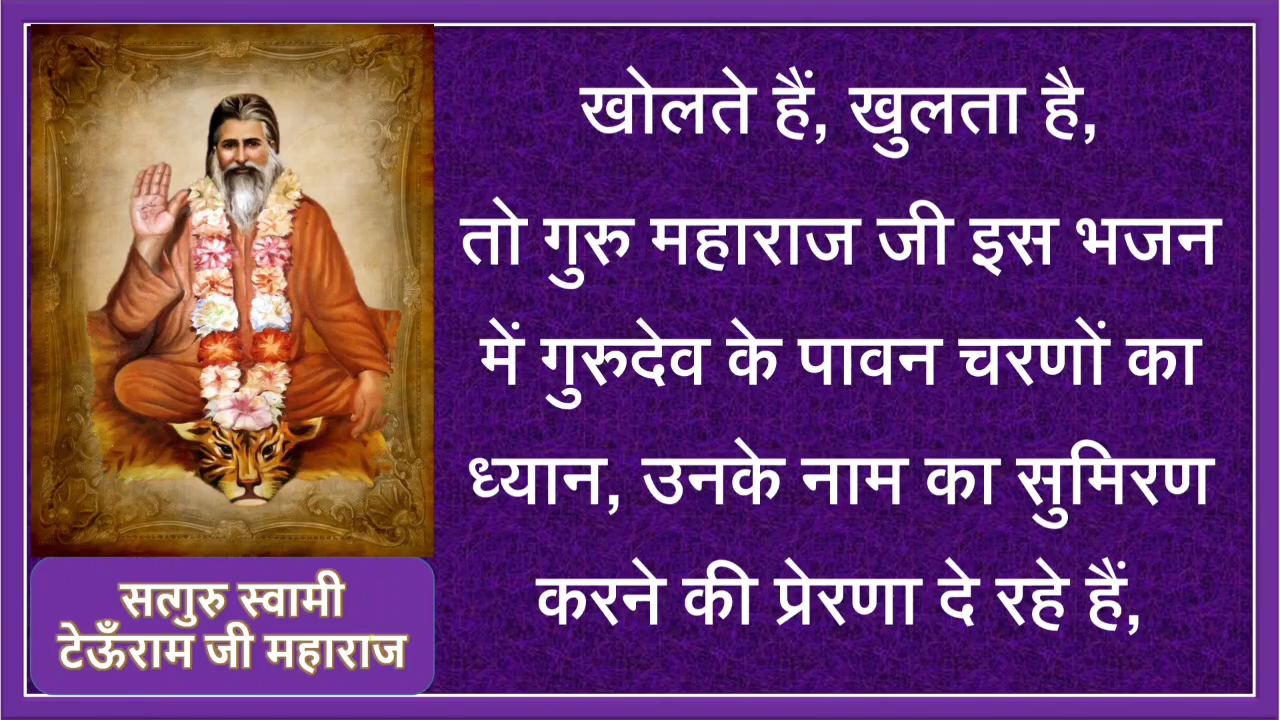 खोलते हैं, खुलता है,
तो गुरु महाराज जी इस भजन
में गुरुदेव के पावन चरणों का
ध्यान, उनके नाम का सुमिरण
करने की प्रेरणा दे रहे हैं,
सत्गुरु स्वामी
टेऊँराम जी महाराज